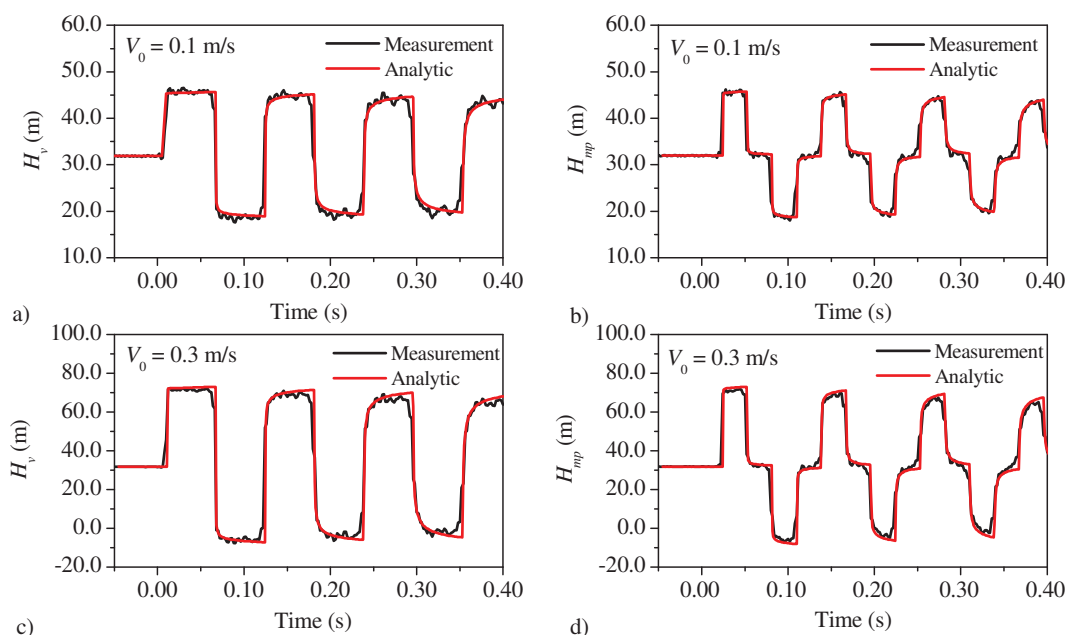 V0 = 0.1 m/s
Measurement
Analytic
60.0
50.0
40.0
30.0
20.0
10.0
Hv (m)
0.00 0.10 0.20 0.30 0.40
Time (s)
a)
V0 = 0.1 m/s
Measurement
Analytic
60.0
50.0
40.0
30.0
20.0
10.0
Hmp (m)
0.00 0.10 0.20 0.30 0.40
Time (s)
b)
V0 = 0.3 m/s
Measurement
Analytic
100.0
80.0
60.0
40.0
20.0
0.0
-20.0
Hv (m)
0.00 0.10 0.20 0.30 0.40
Time (s)
c)
V0 = 0.3 m/s
Measurement
Analytic
100.0
80.0
60.0
40.0
20.0
0.0
-20.0
Hmp (m)
0.00 0.10 0.20 0.30 0.40
Time (s)
d)